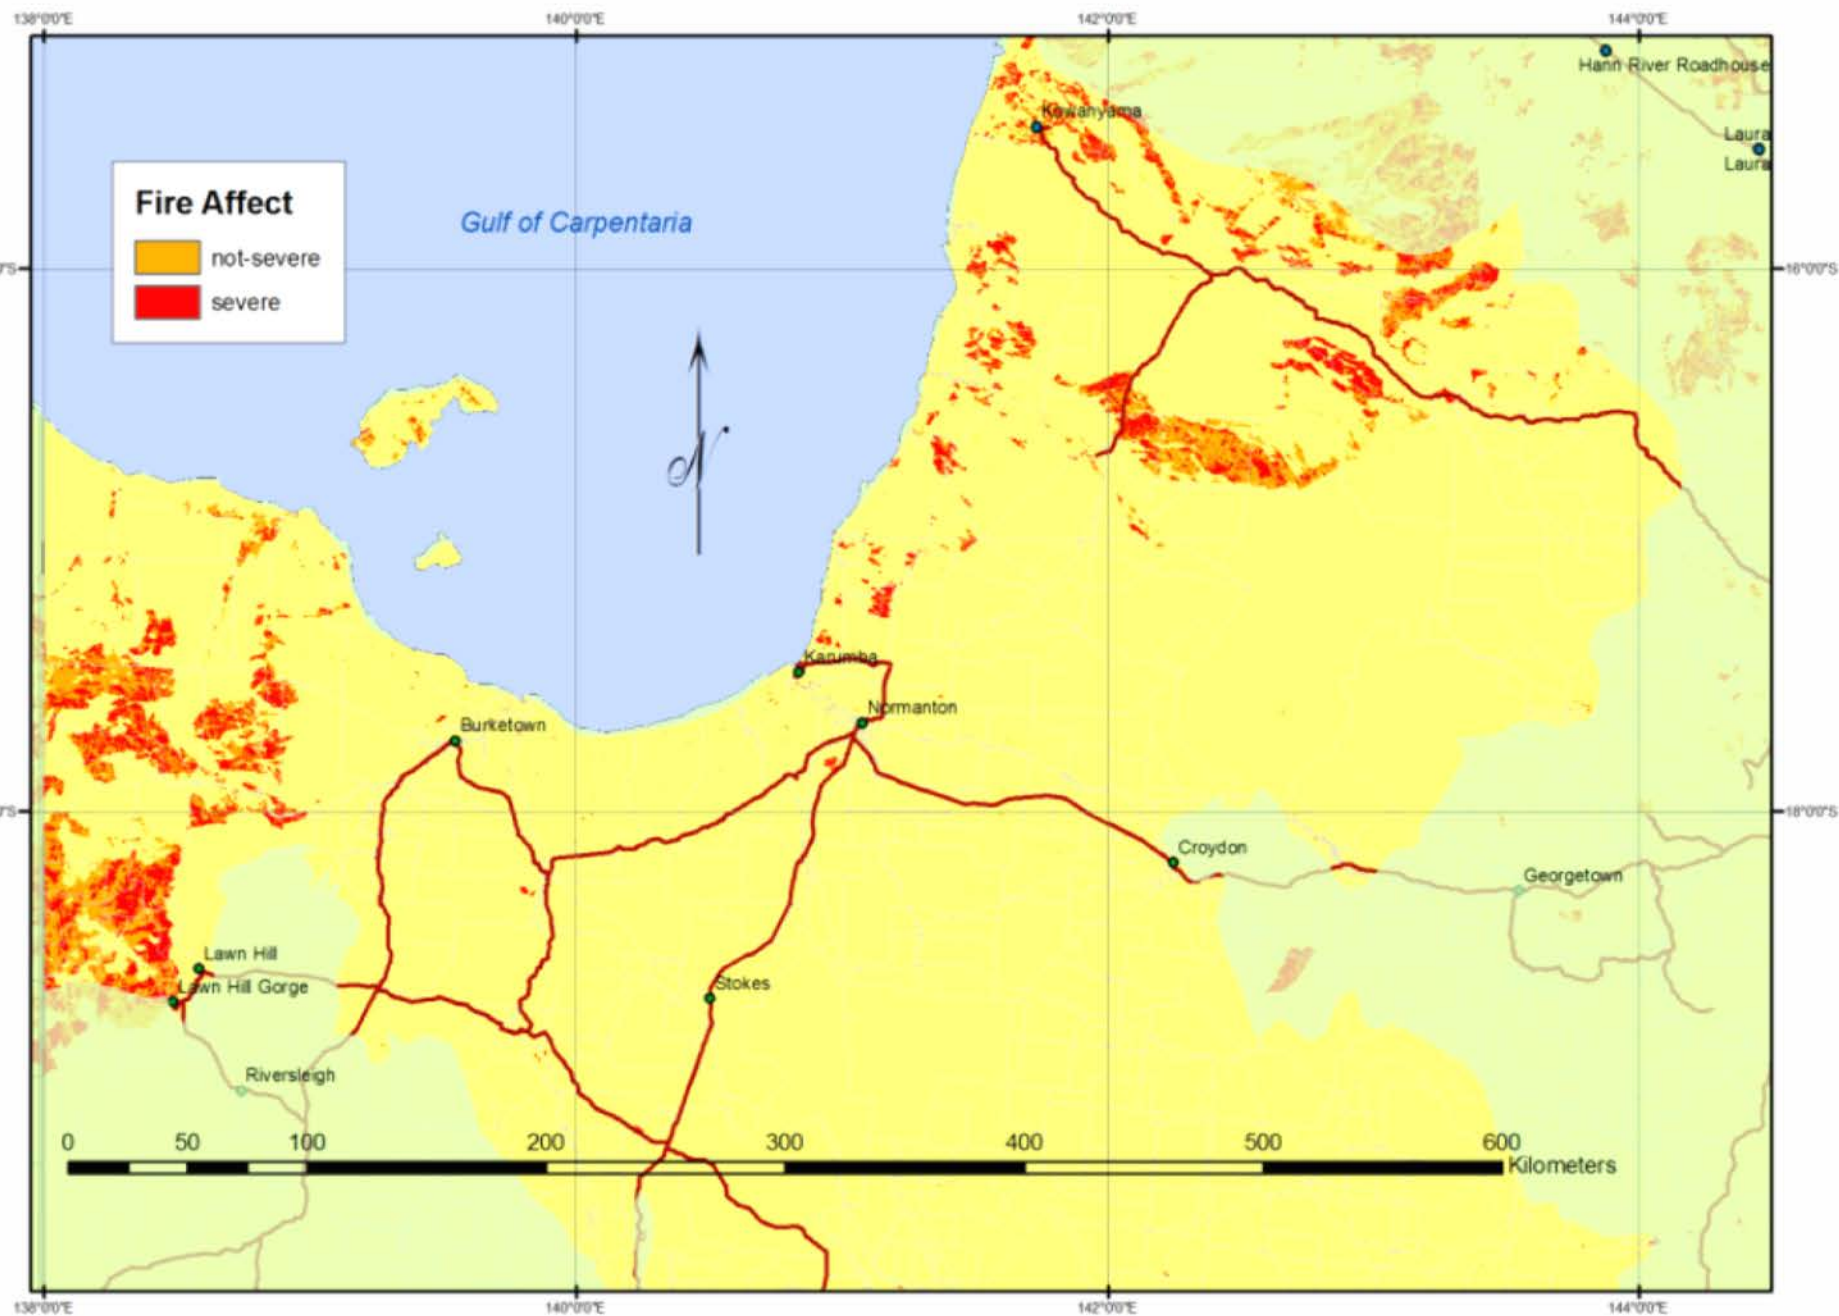 138°0'0"E 140°0'0"E 142°0'0"E 144°0'0"E
Hann River Roadhouse
Kowanyama
Laura
Laura
Fire Affect
not-severe
severe
Gulf of Carpentaria
16°0'0"S
N
Karumba
Normanton
Burketown
18°0'0"S
Croydon
Georgetown
Lawn Hill
Lawn Hill Gorge
Stokes
Riversleigh
0 50 100 200 300 400 500 600
Kilometers
138°0'0"E 140°0'0"E 142°0'0"E 144°0'0"E